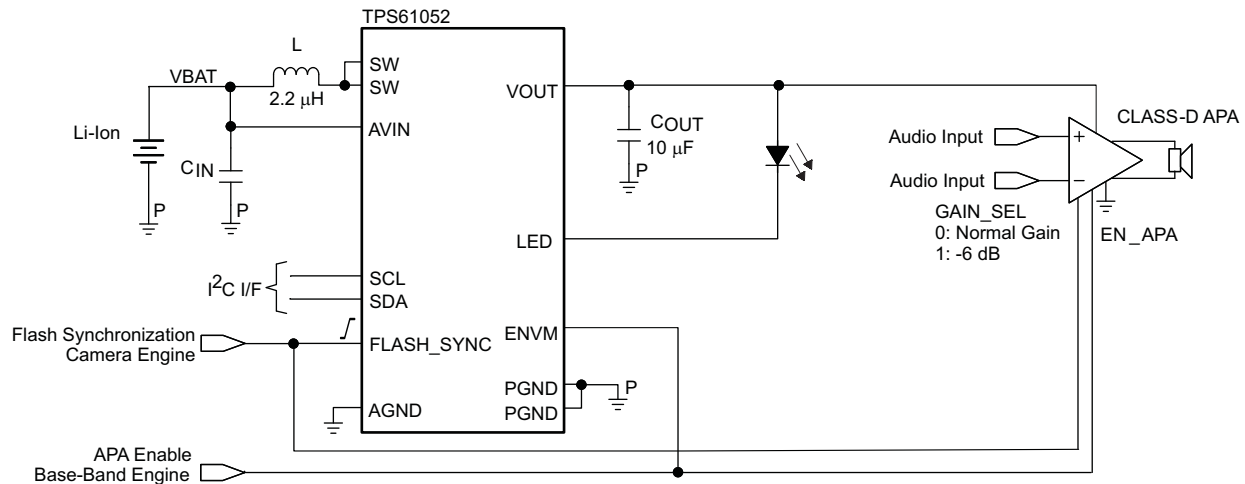 TPS61052
L
VBAT
2.2 μH
SW
SW
AVIN
VOUT
Li-Ion
CIN
P
P
COUT
10 μF
P
CLASS-D APA
Audio Input
+
Audio Input
−
GAIN_SEL
0: Normal Gain
1: -6 dB
EN_APA
LED
I²C I/F
SCL
SDA
Flash Synchronization
Camera Engine
FLASH_SYNC
ENVM
PGND
P
PGND
AGND
APA Enable
Base-Band Engine